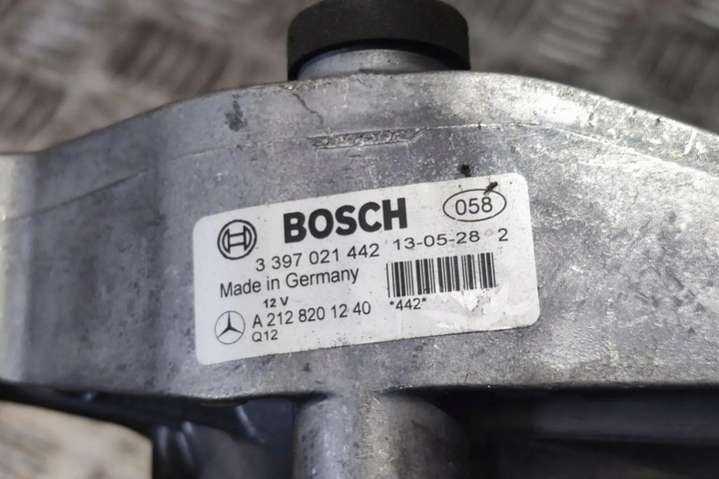 BOSCH 058
3 397 021 442 13-05-28 2
Made in Germany
12 V
*442*
A 212 820 12 40
Q12